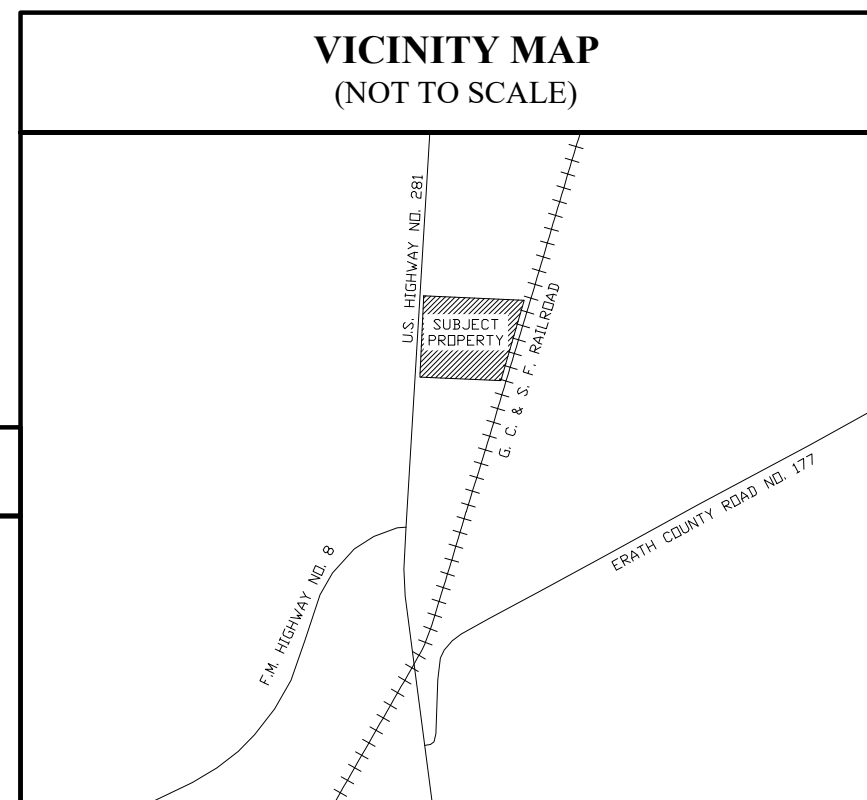 VICINITY MAP
(NOT TO SCALE)
U.S. HIGHWAY NO. 281
SUBJECT
PROPERTY
G. C. & S. F. RAILROAD
ERATH COUNTY ROAD NO. 177
F.M. HIGHWAY NO. 8